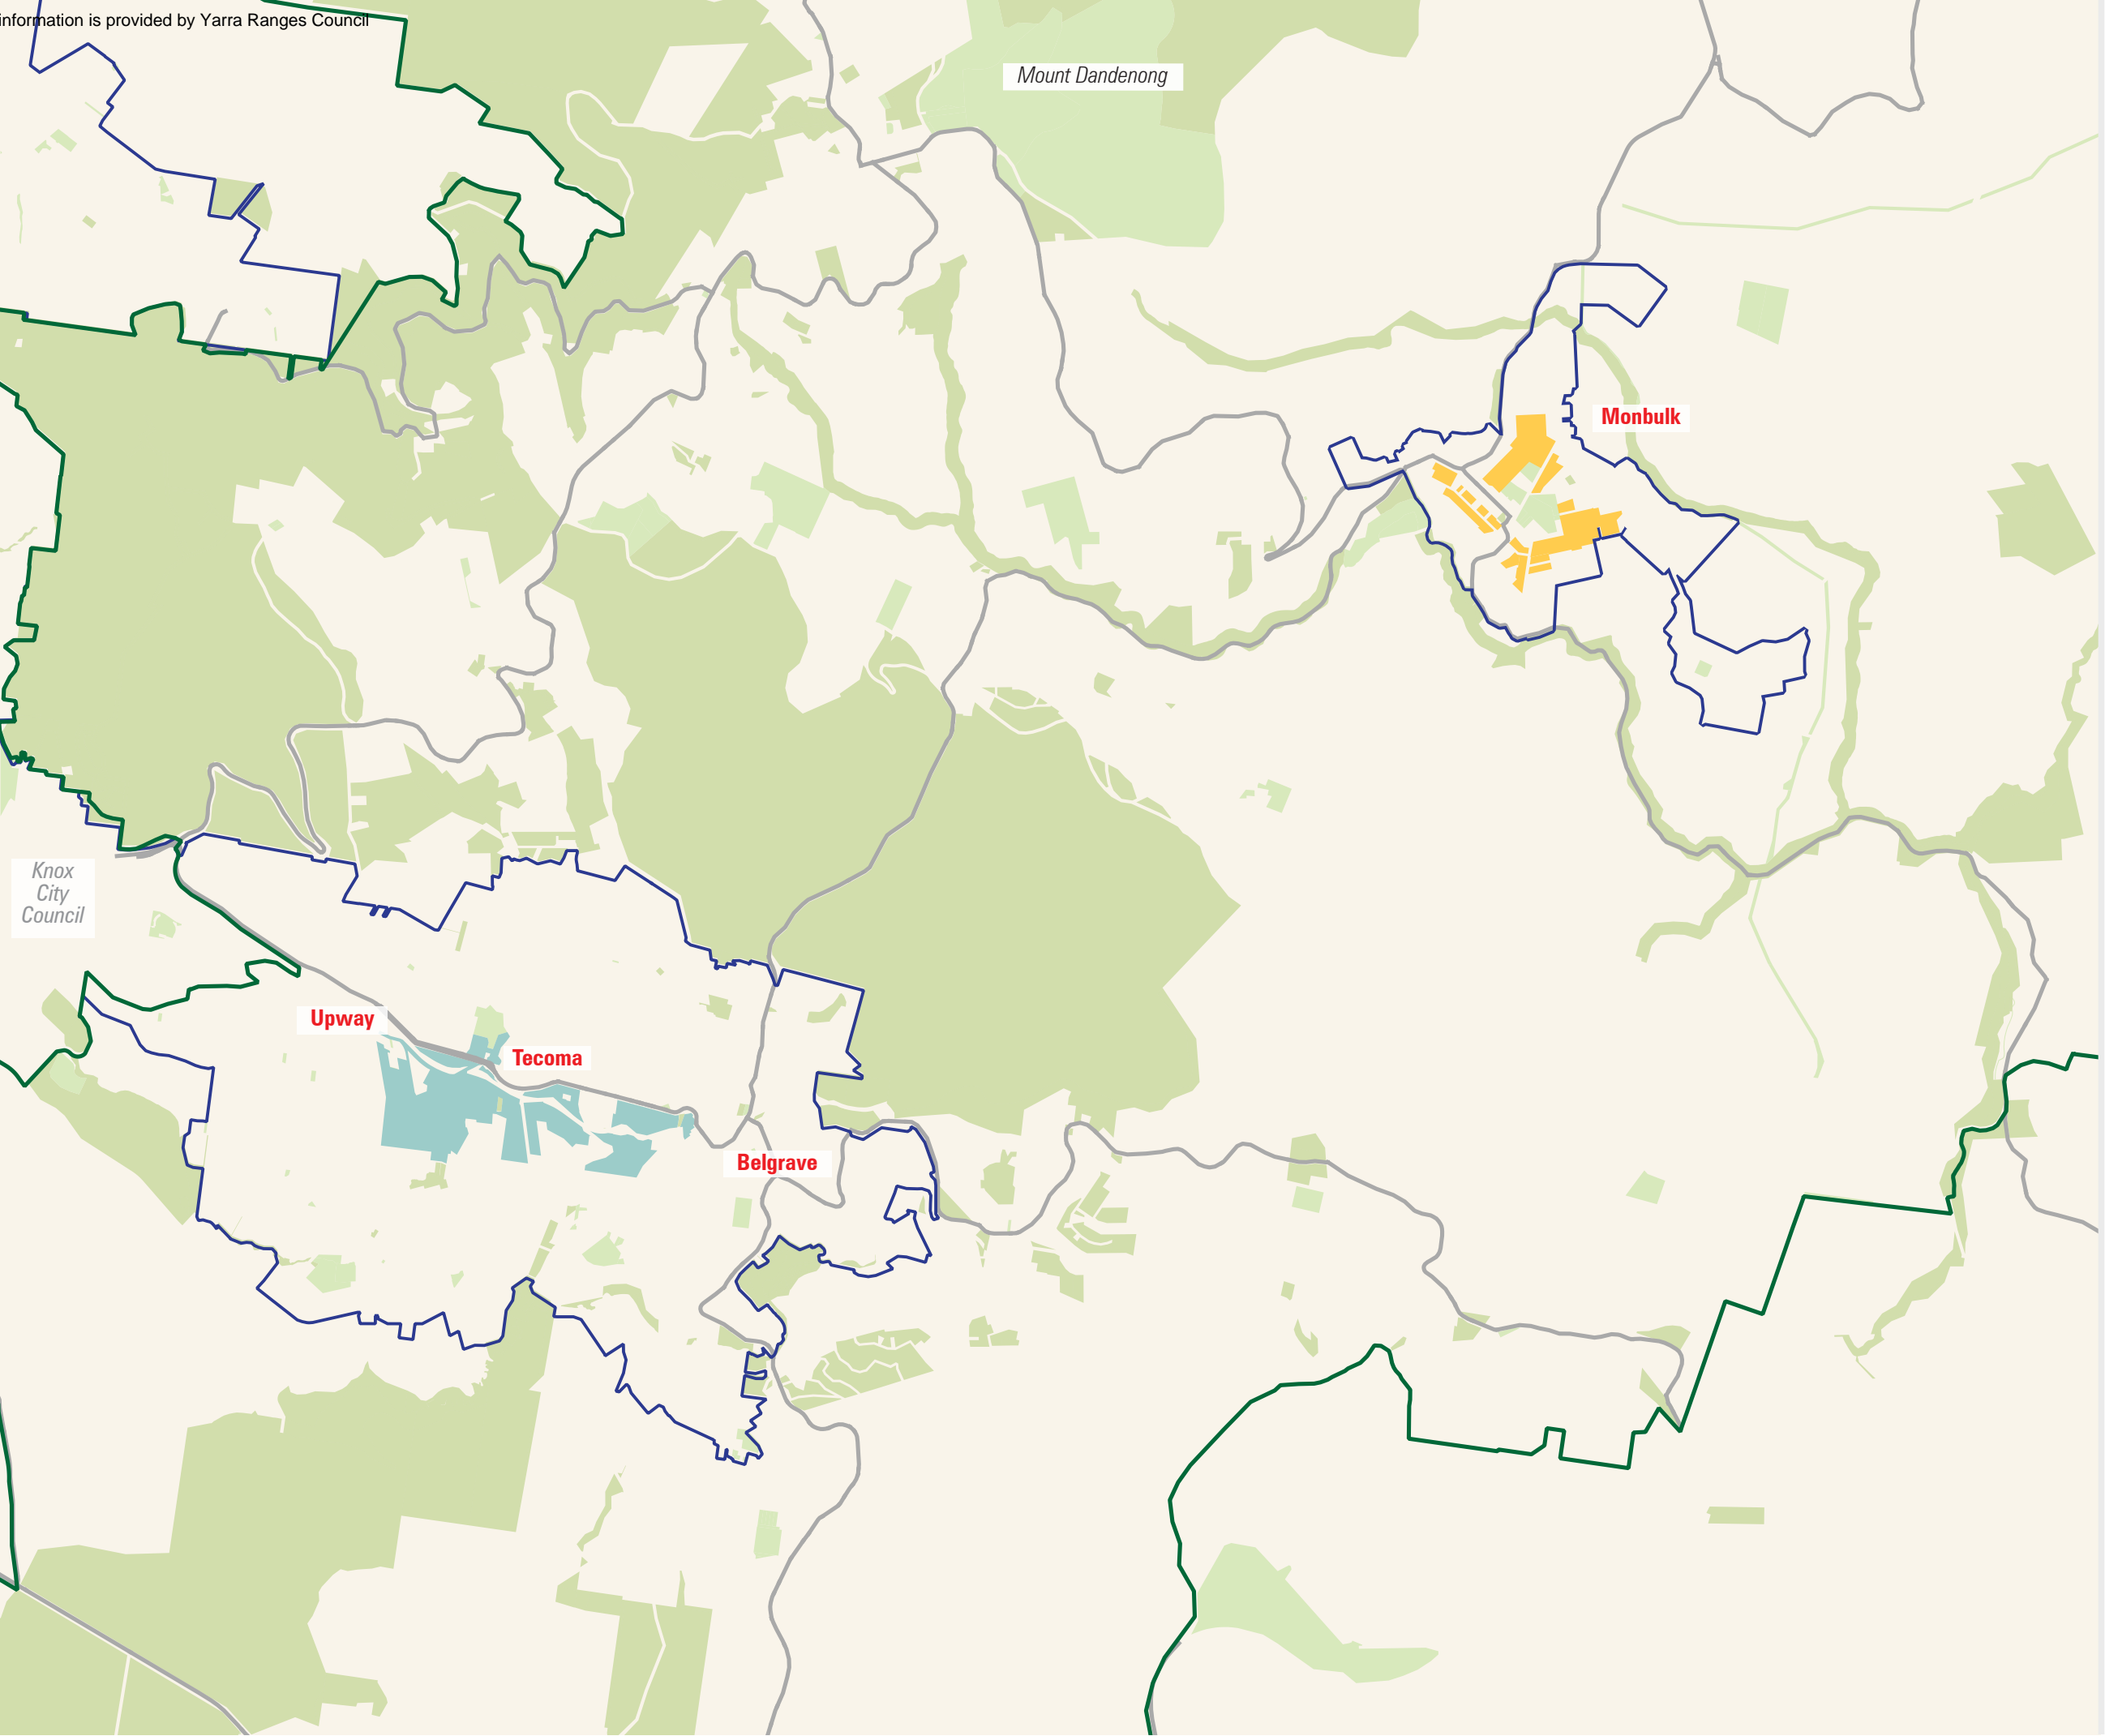 information is provided by Yarra Ranges Council
Mount Dandenong
Monbulk
Knox
City
Council
Upway
Tecoma
Belgrave